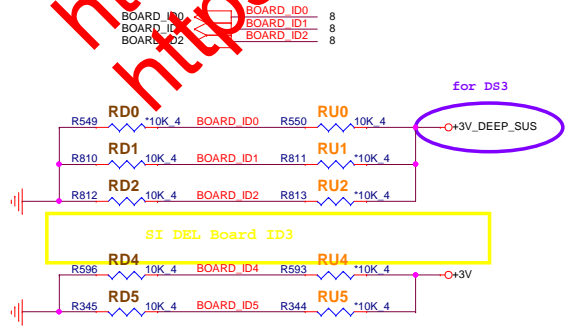 BOARD_ID0 BOARD_ID0 8
BOARD_ID1 BOARD_ID1 8
BOARD_ID2 BOARD_ID2 8
http
https
for DS3
RD0 RU0
R549 *10K_4 BOARD_ID0 R550 10K_4 +3V_DEEP_SUS
RD1 RU1
R810 10K_4 BOARD_ID1 R811 *10K_4
RD2 RU2
R812 10K_4 BOARD_ID2 R813 *10K_4
SI DEL Board ID3
RD4 RU4
R596 10K_4 BOARD_ID4 R593 *10K_4 +3V
RD5 RU5
R345 10K_4 BOARD_ID5 R344 *10K_4